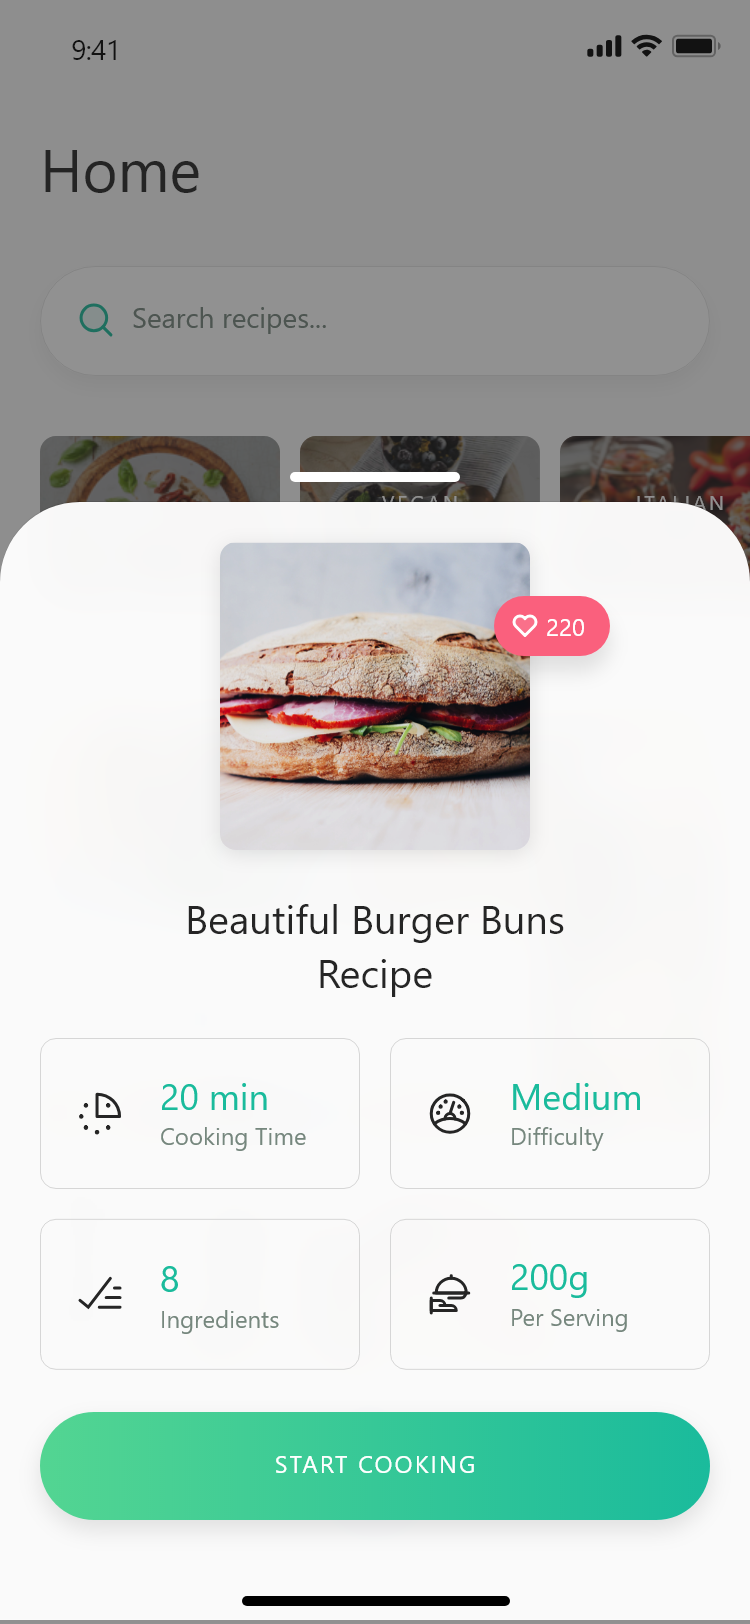 9:41
Home
Search recipes...
VEGAN
ITALIAN
220
Beautiful Burger Buns
Recipe
20 min
Cooking Time
Medium
Difficulty
8
Ingredients
200g
Per Serving
START COOKING